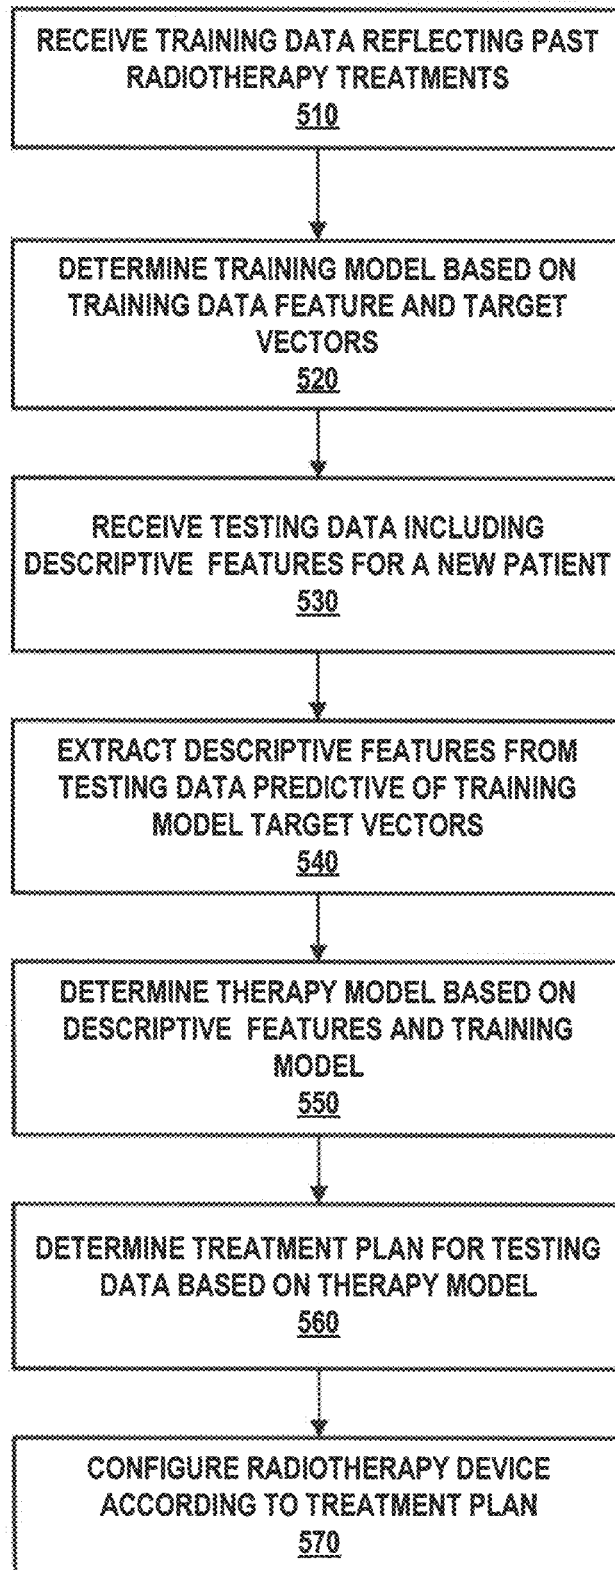 RECEIVE TRAINING DATA REFLECTING PAST
RADIOTHERAPY TREATMENTS
510
DETERMINE TRAINING MODEL BASED ON
TRAINING DATA FEATURE AND TARGET
VECTORS
520
RECEIVE TESTING DATA INCLUDING
DESCRIPTIVE FEATURES FOR A NEW PATIENT
530
EXTRACT DESCRIPTIVE FEATURES FROM
TESTING DATA PREDICTIVE OF TRAINING
MODEL TARGET VECTORS
540
DETERMINE THERAPY MODEL BASED ON
DESCRIPTIVE FEATURES AND TRAINING
MODEL
550
DETERMINE TREATMENT PLAN FOR TESTING
DATA BASED ON THERAPY MODEL
560
CONFIGURE RADIOTHERAPY DEVICE
ACCORDING TO TREATMENT PLAN
570